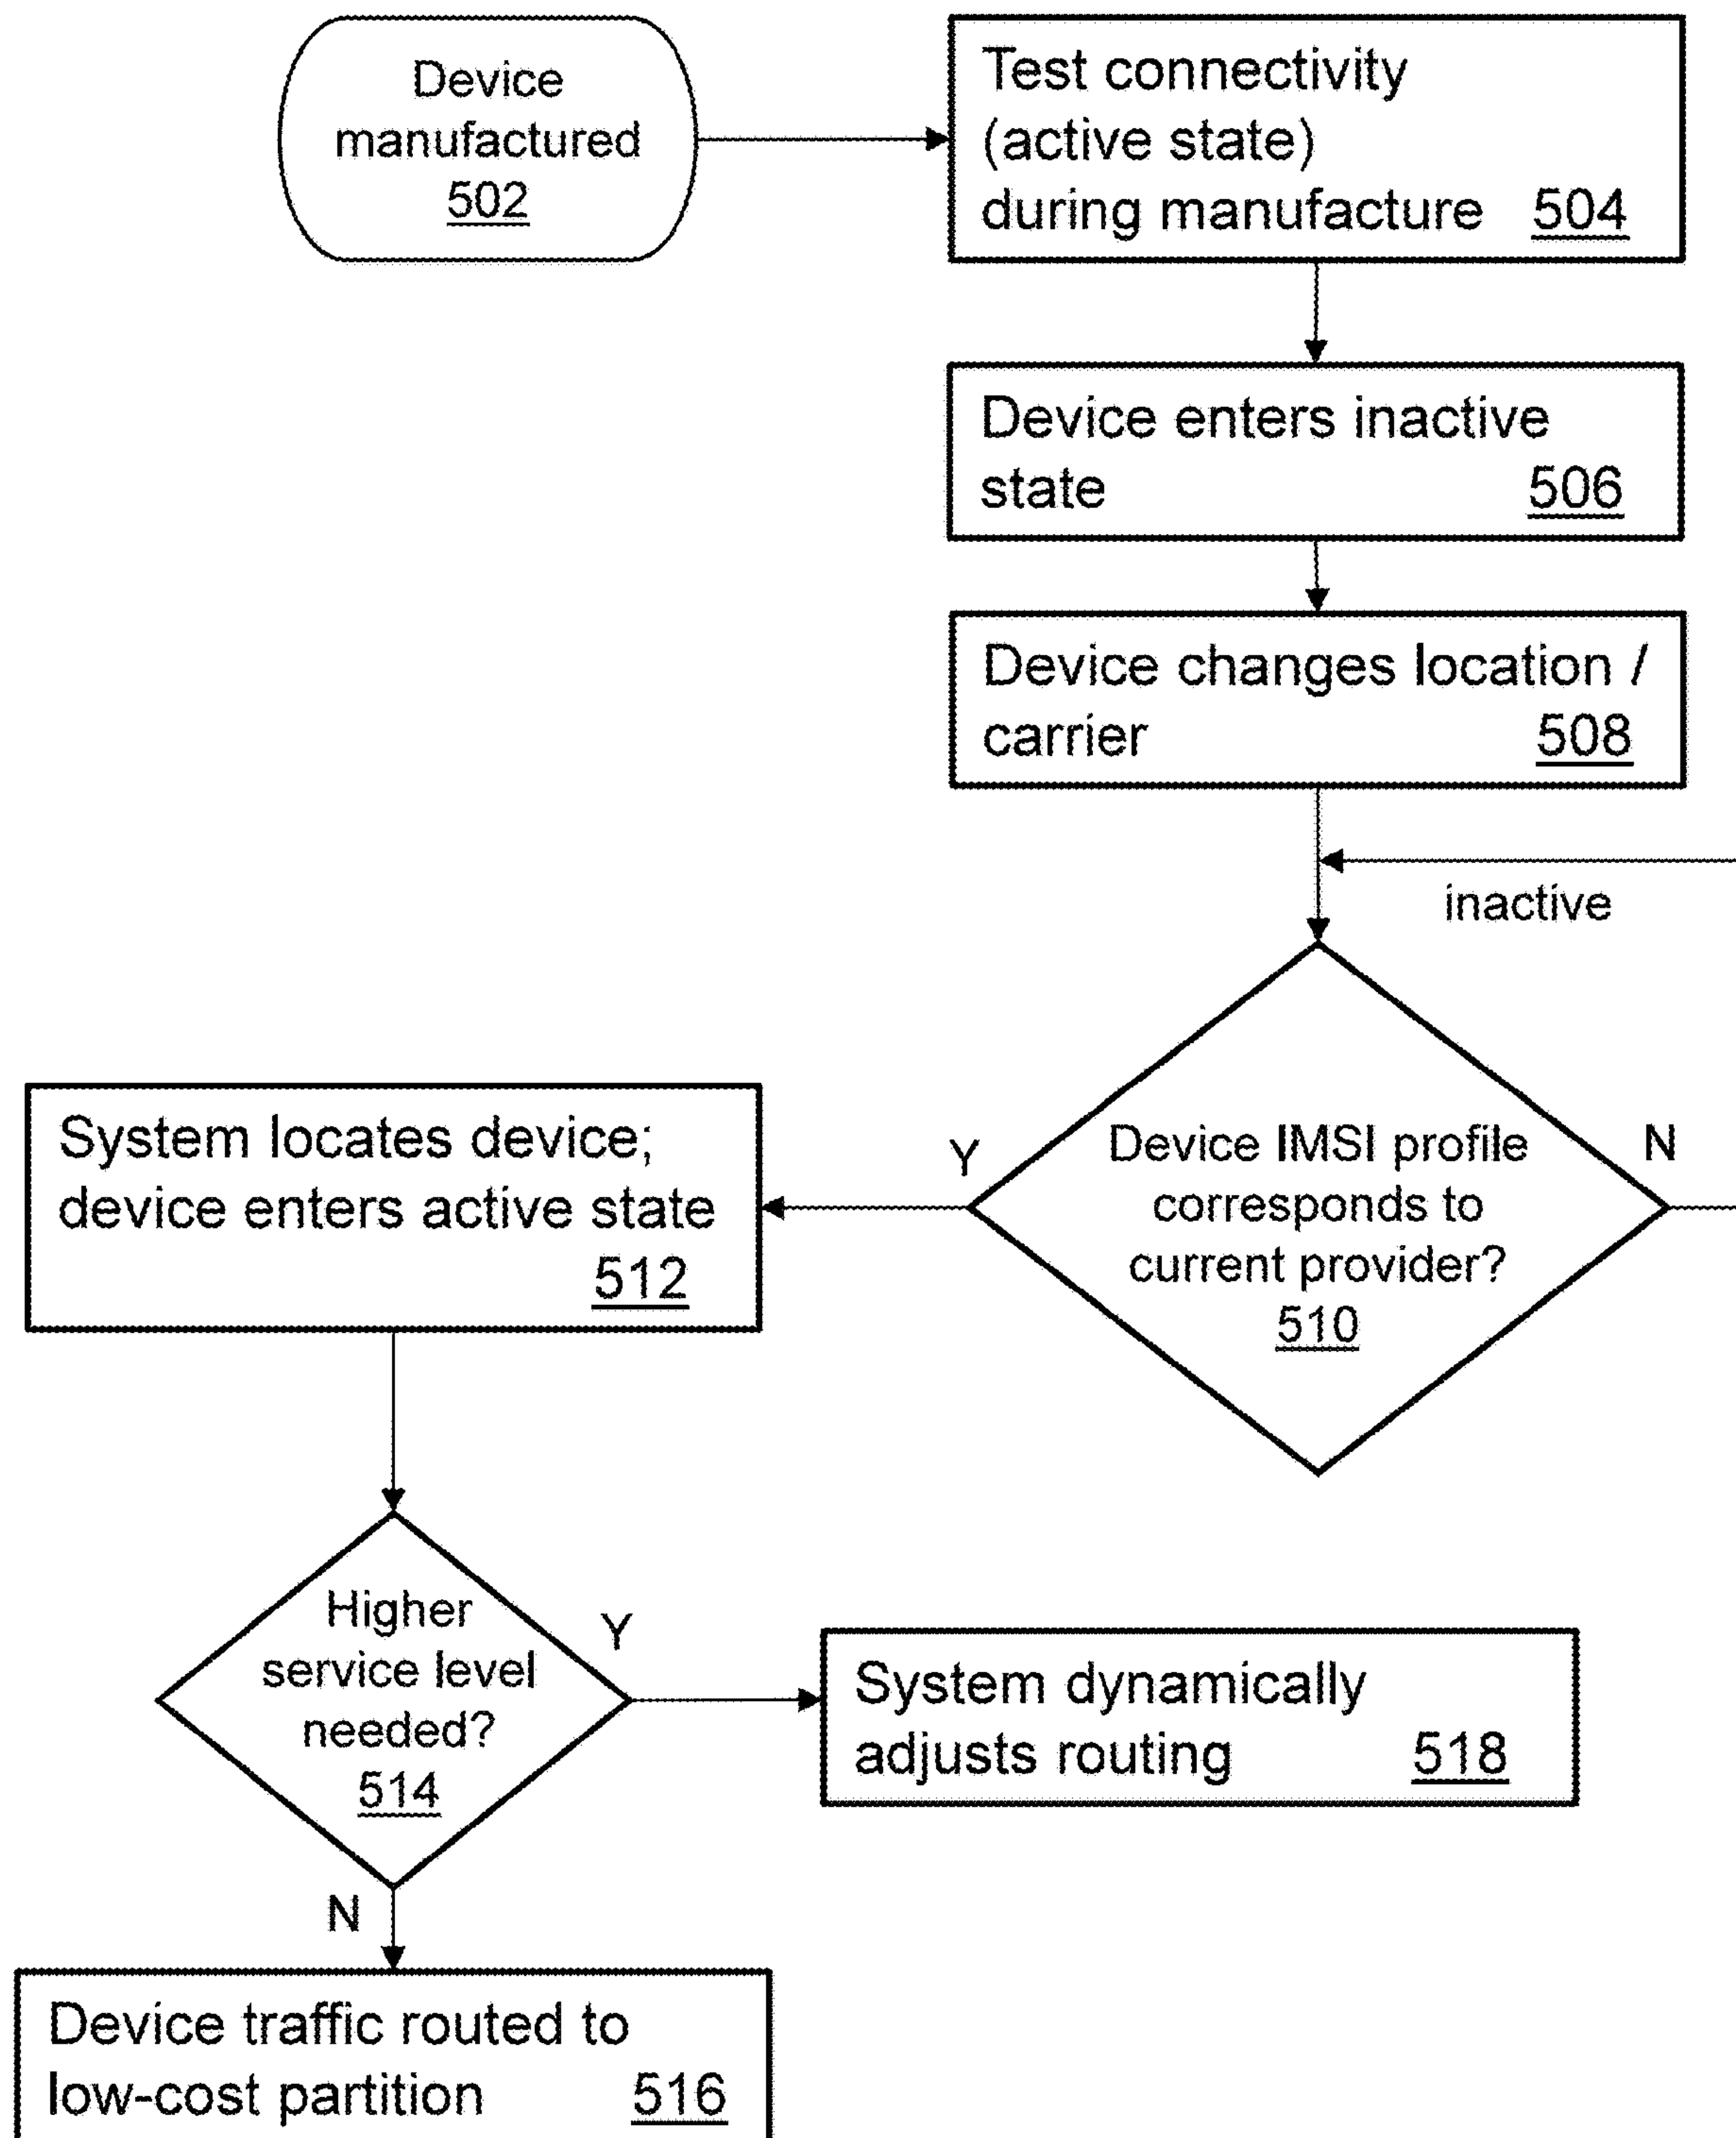 Device
manufactured
502
Test connectivity
(active state)
during manufacture 504
Device enters inactive
state 506
Device changes location /
carrier 508
inactive
Device IMSI profile
corresponds to
current provider?
510
Y
N
System locates device;
device enters active state
512
Higher
service level
needed?
514
Y
System dynamically
adjusts routing 518
N
Device traffic routed to
low-cost partition 516